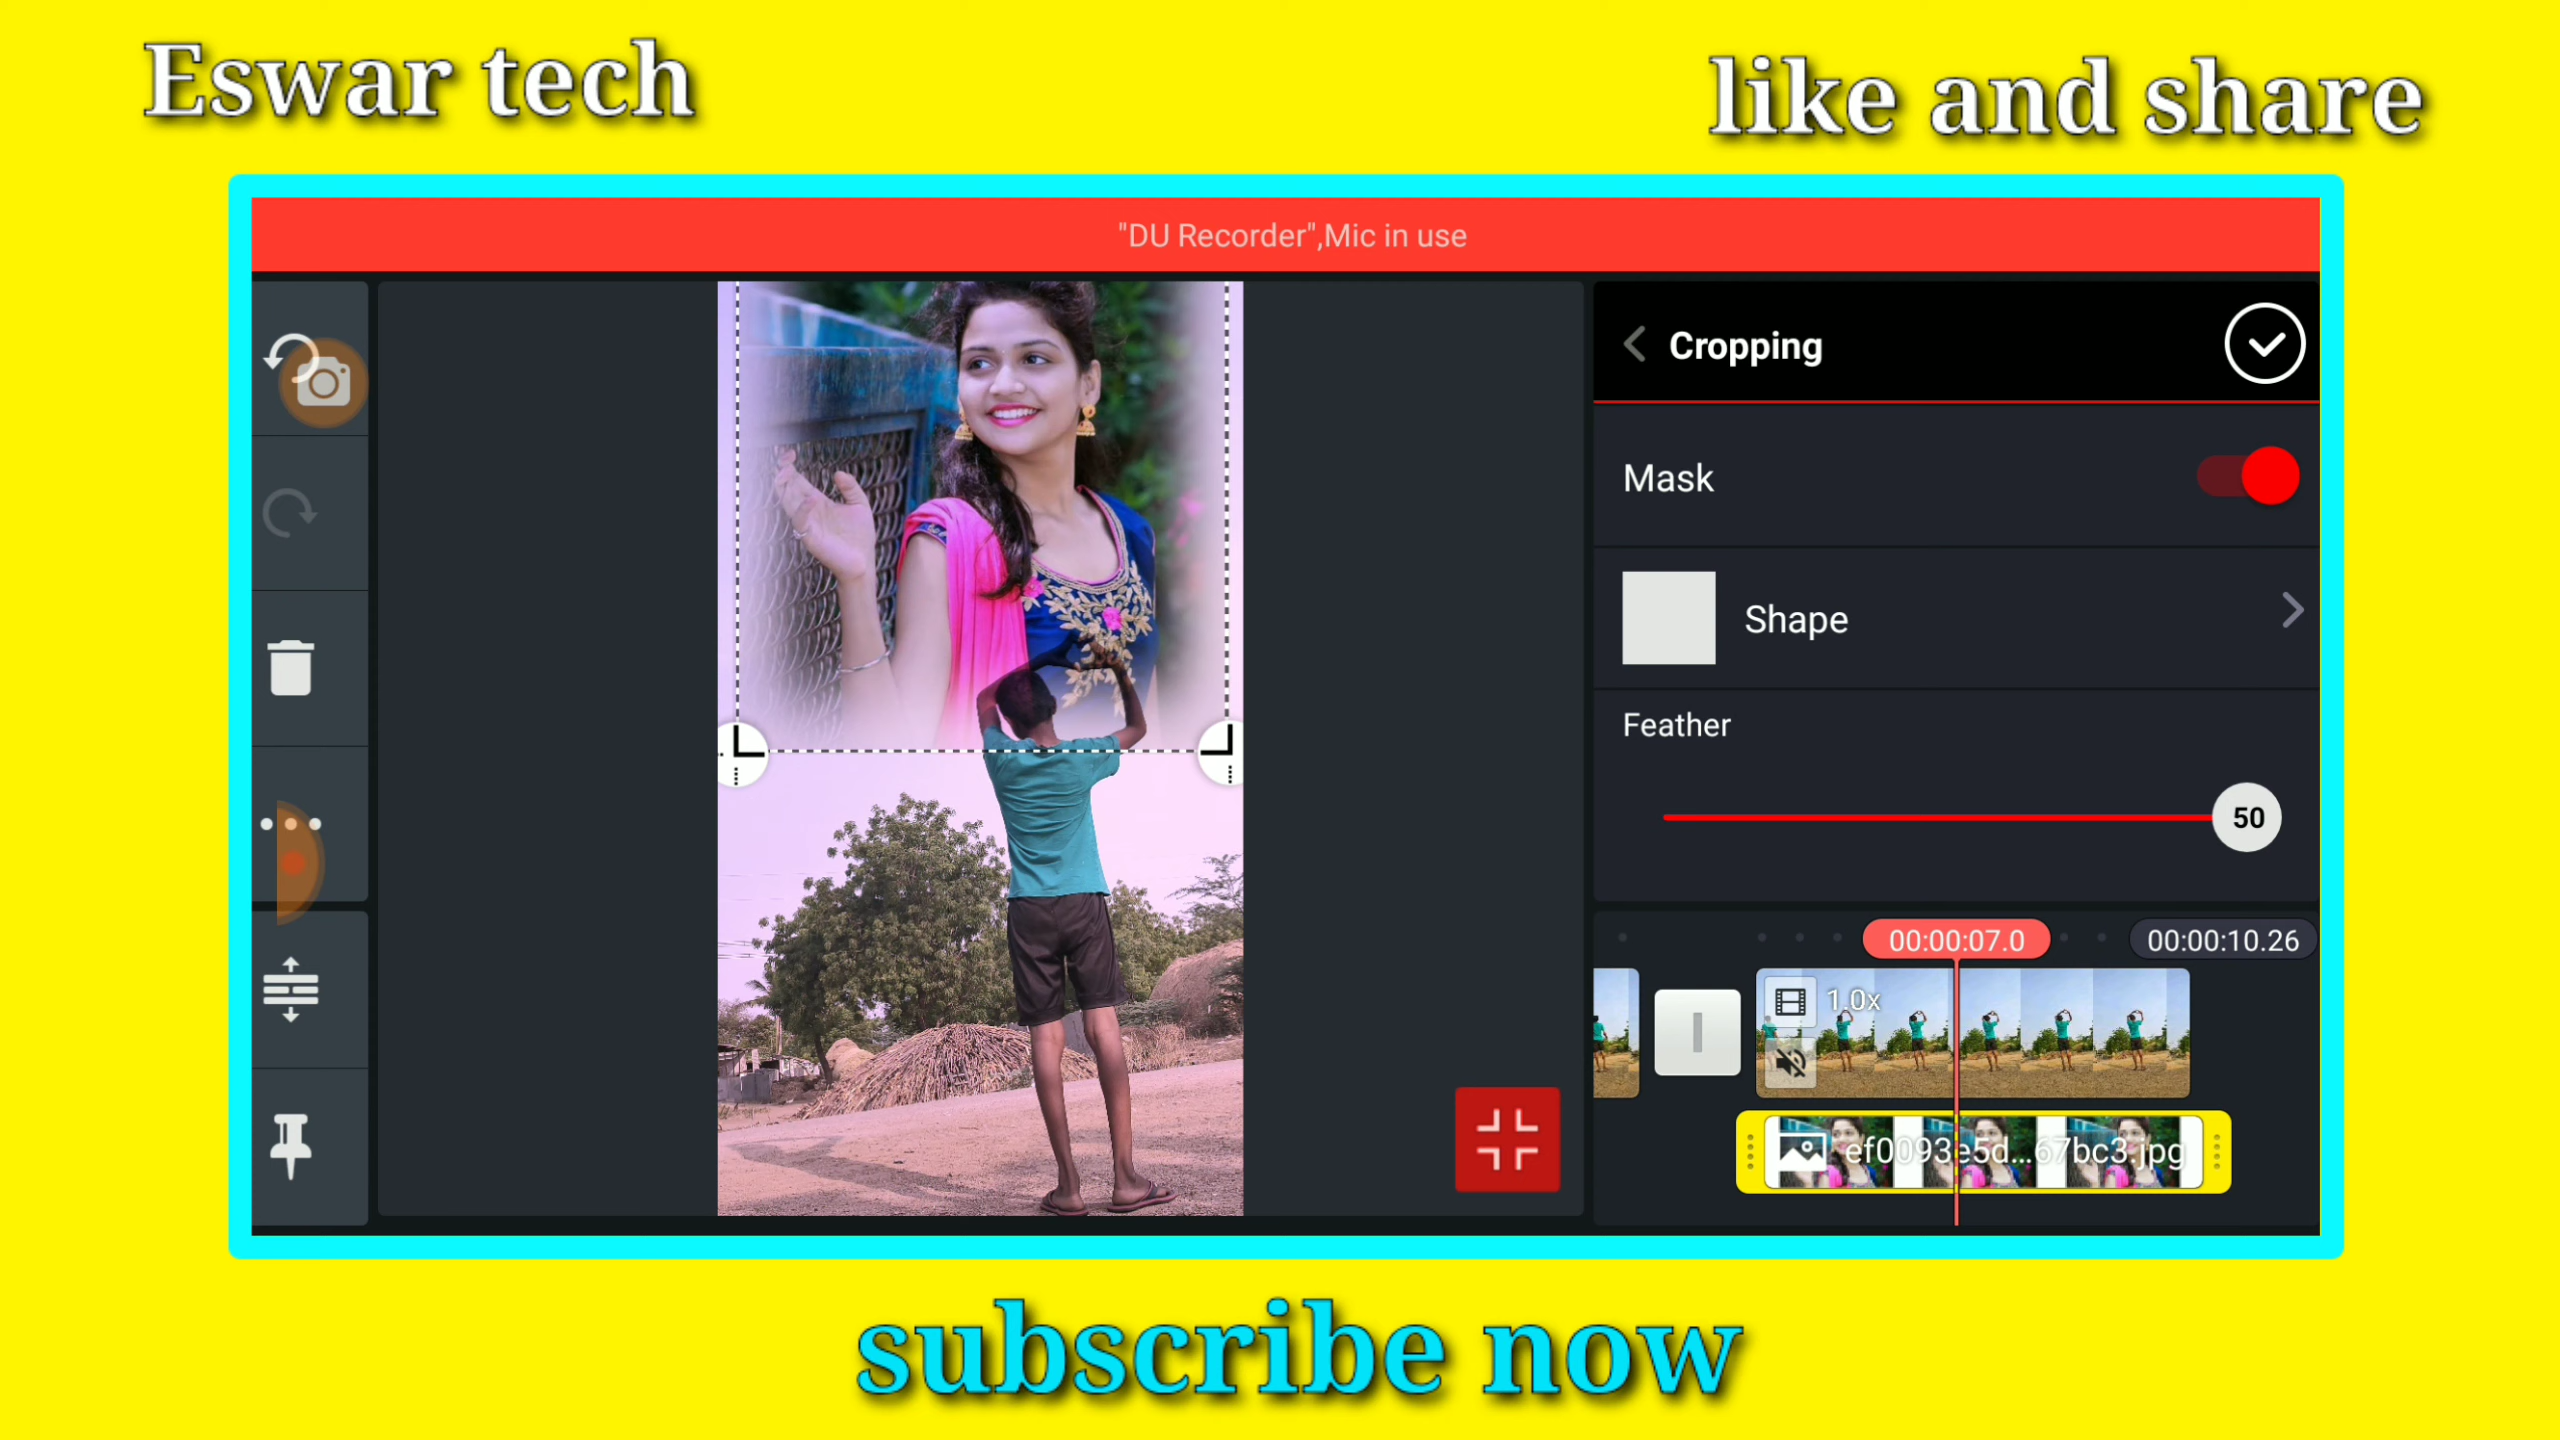 Eswar tech
like and share
"DU Recorder",Mic in use
Cropping
Mask
Shape
Feather
50
00:00:07.0
00:00:10.26
1.0x
ef0093e5d...67bc3.jpg
subscribe now